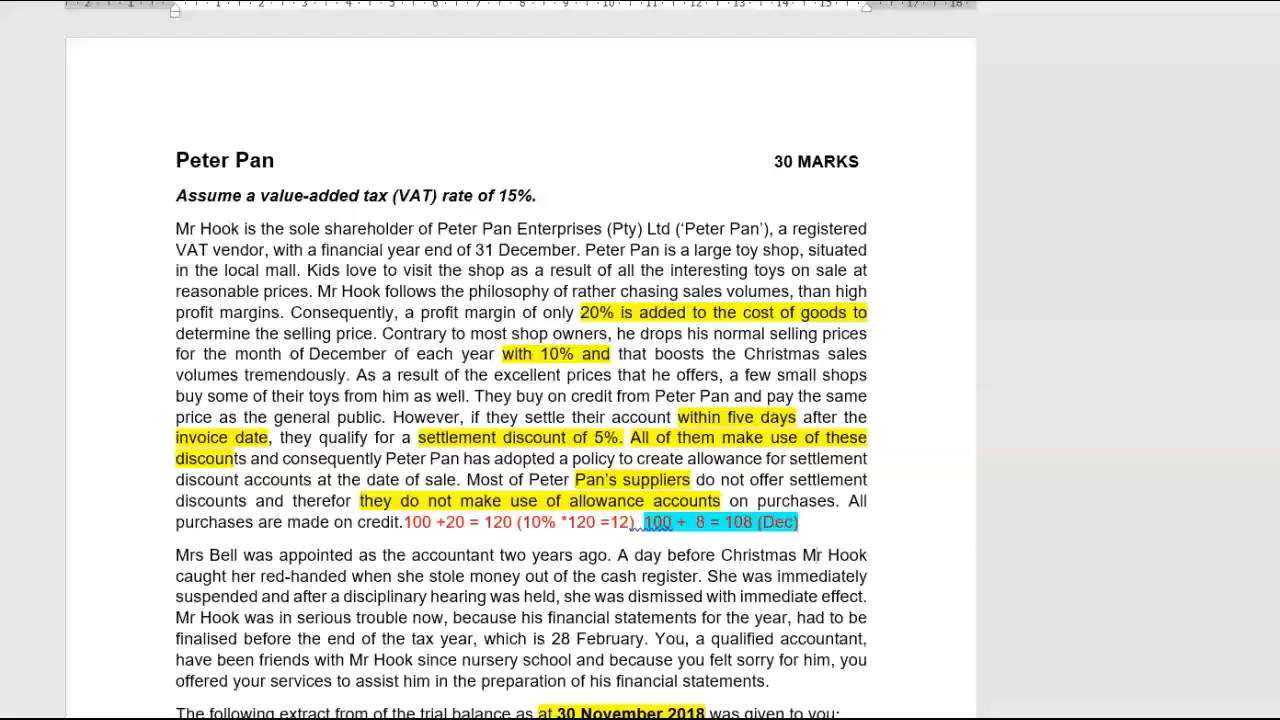 2 1 1 2 3 4 5 6 7 8 9 10 11 12 13 14 15 17 18
Peter Pan 30 MARKS
Assume a value-added tax (VAT) rate of 15%.
Mr Hook is the sole shareholder of Peter Pan Enterprises (Pty) Ltd (‘Peter Pan’), a registered
VAT vendor, with a financial year end of 31 December. Peter Pan is a large toy shop, situated
in the local mall. Kids love to visit the shop as a result of all the interesting toys on sale at
reasonable prices. Mr Hook follows the philosophy of rather chasing sales volumes, than high
profit margins. Consequently, a profit margin of only 20% is added to the cost of goods to
determine the selling price. Contrary to most shop owners, he drops his normal selling prices
for the month of December of each year with 10% and that boosts the Christmas sales
volumes tremendously. As a result of the excellent prices that he offers, a few small shops
buy some of their toys from him as well. They buy on credit from Peter Pan and pay the same
price as the general public. However, if they settle their account within five days after the
invoice date, they qualify for a settlement discount of 5%. All of them make use of these
discounts and consequently Peter Pan has adopted a policy to create allowance for settlement
discount accounts at the date of sale. Most of Peter Pan’s suppliers do not offer settlement
discounts and therefor they do not make use of allowance accounts on purchases. All
purchases are made on credit.100 +20 = 120 (10% *120 =12), 100 + 8 = 108 (Dec)
Mrs Bell was appointed as the accountant two years ago. A day before Christmas Mr Hook
caught her red-handed when she stole money out of the cash register. She was immediately
suspended and after a disciplinary hearing was held, she was dismissed with immediate effect.
Mr Hook was in serious trouble now, because his financial statements for the year, had to be
finalised before the end of the tax year, which is 28 February. You, a qualified accountant,
have been friends with Mr Hook since nursery school and because you felt sorry for him, you
offered your services to assist him in the preparation of his financial statements.
The following extract from of the trial balance as at 30 November 2018 was given to you: